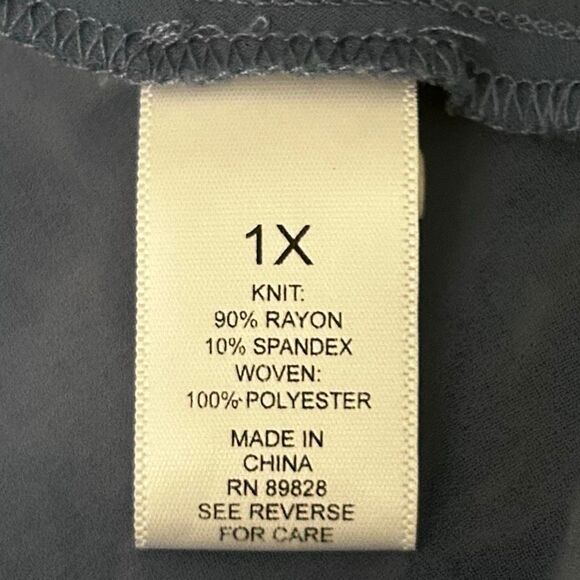 1X
KNIT:
90% RAYON
10% SPANDEX
WOVEN:
100% POLYESTER
MADE IN
CHINA
RN 89828
SEE REVERSE
FOR CARE